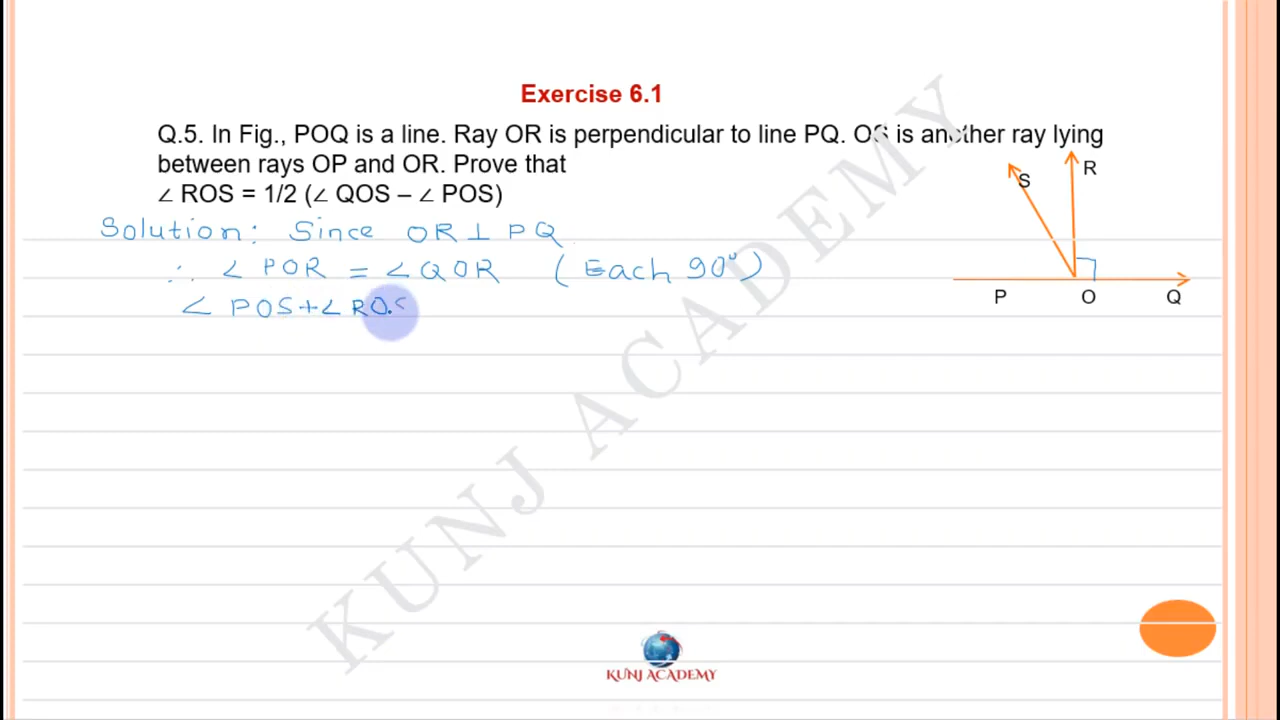 Exercise 6.1
Q.5. In Fig., POQ is a line. Ray OR is perpendicular to line PQ. OS is another ray lying
between rays OP and OR. Prove that
∠ ROS = 1/2 (∠ QOS – ∠ POS)
S
R
P
O
Q
Solution: Since OR ⊥ PQ
∴ ∠ POR = ∠ QOR (Each 90°)
∠ POS + ∠ ROS
KUNJ ACADEMY
KUNJ ACADEMY